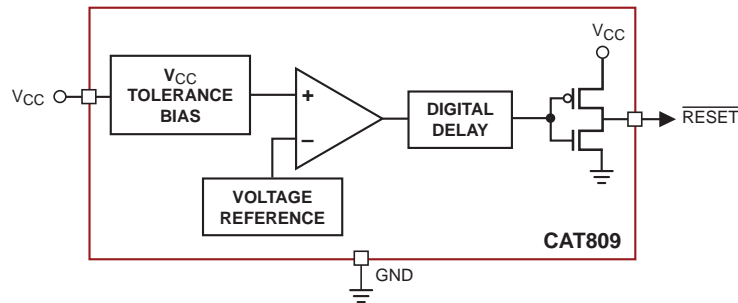 VCC
VCC
TOLERANCE
BIAS
+
−
VOLTAGE
REFERENCE
DIGITAL
DELAY
VCC
RESET
CAT809
GND